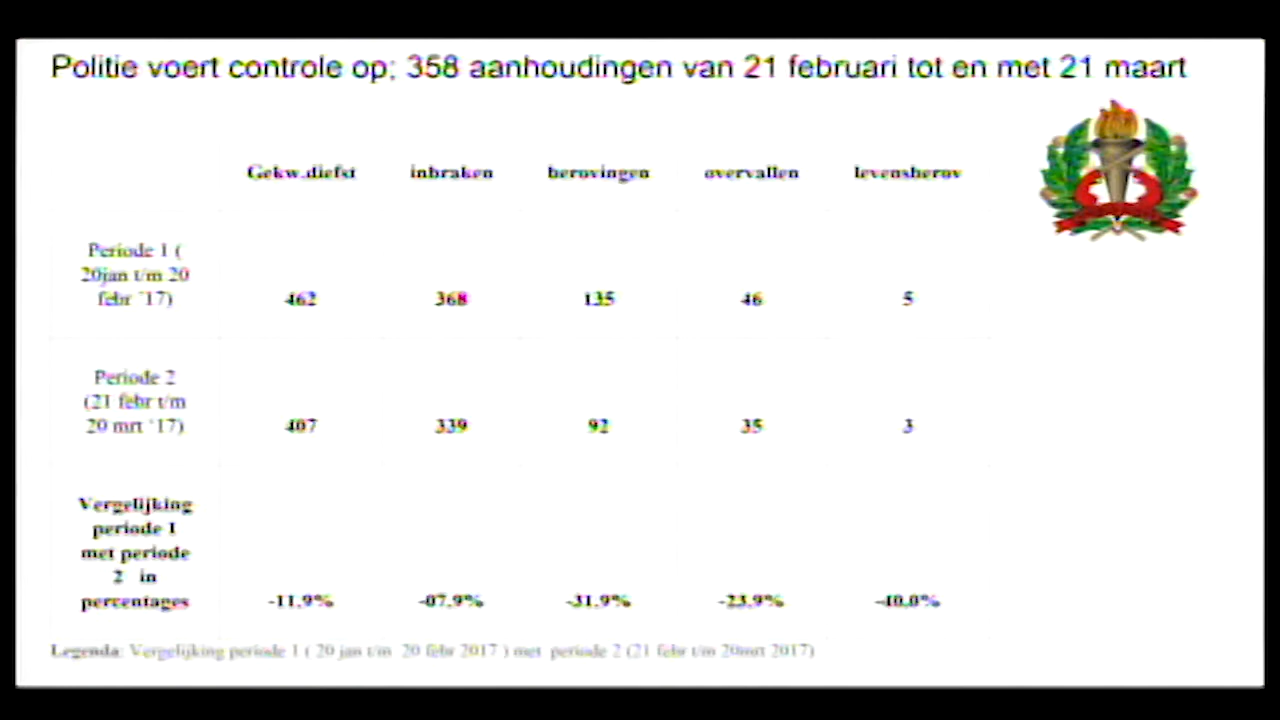 Politie voert controle op; 358 aanhoudingen van 21 februari tot en met 21 maart
Gekw.diefst inbraken berovingen overvallen levensberov
Periode 1 (
20jan t/m 20
febr '17) 462 368 135 46 5
Periode 2
(21 febr t/m
20 mrt '17) 407 339 92 35 3
Vergelijking
periode 1
met periode
2 in
percentages -11,9% -07,9% -31,9% -23,9% -40,0%
Legenda: Vergelijking periode 1 ( 20 jan t/m 20 febr 2017 ) met periode 2 (21 febr t/m 20mrt 2017)